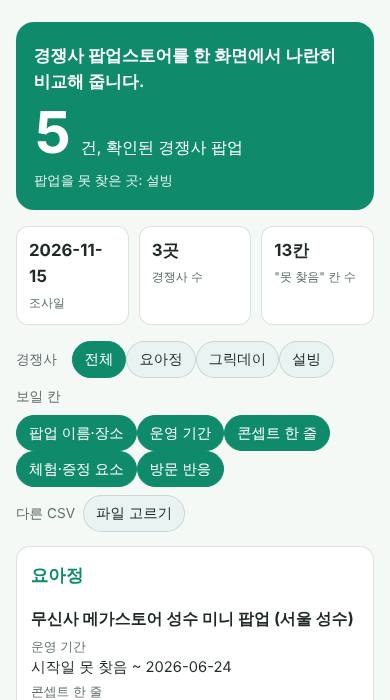 경쟁사 팝업스토어를 한 화면에서 나란히
비교해 줍니다.
5 건, 확인된 경쟁사 팝업
팝업을 못 찾은 곳: 설빙
2026-11-
15
조사일
3곳
경쟁사 수
13칸
"못 찾음" 칸 수
경쟁사 전체 요아정 그릭데이 설빙
보일 칸
팝업 이름·장소 운영 기간 콘셉트 한 줄
체험·증정 요소 방문 반응
다른 CSV 파일 고르기
요아정
무신사 메가스토어 성수 미니 팝업 (서울 성수)
운영 기간
시작일 못 찾음 ~ 2026-06-24
콘셉트 한 줄